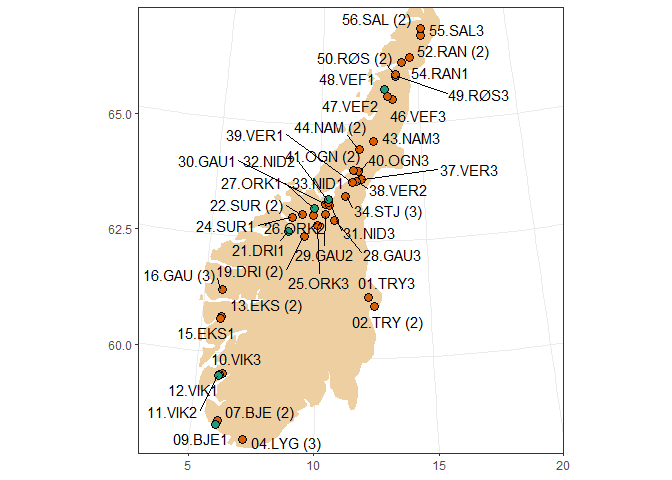 56.SAL (2)
55.SAL3
52.RAN (2)
50.RØS (2)
54.RAN1
48.VEF1
49.RØS3
47.VEF2
46.VEF3
65.0
44.NAM (2)
39.VER1
43.NAM3
41.OGN (2)
30.GAU1
32.NID2
40.OGN3
37.VER3
27.ORK1
33.NID1
38.VER2
22.SUR (2)
34.STJ (3)
24.SUR1
62.5
31.NID3
21.DRI1
29.GAU2
28.GAU3
16.GAU (3)
19.DRI (2)
25.ORK3
01.TRY3
13.EKS (2)
02.TRY (2)
15.EKS1
60.0
10.VIK3
12.VIK1
11.VIK2
07.BJE (2)
09.BJE1
04.LYG (3)
5
10
15
20